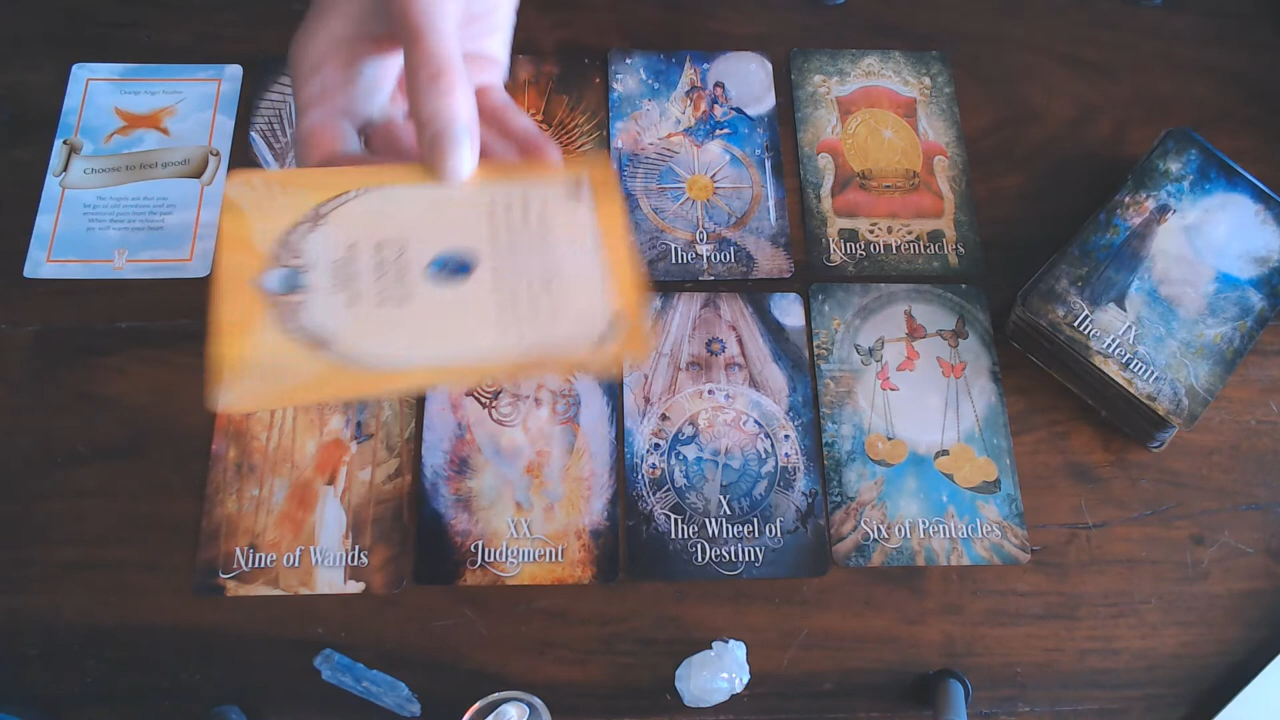 Orange Angel Feather
Choose to feel good!
The Angels ask that you
let go of old emotions and any
emotional pain from the past.
When these are released,
joy will warm your heart.
0
The Fool
King of Pentacles
IX
The Hermit
Nine of Wands
XX
Judgment
X
The Wheel of
Destiny
Six of Pentacles